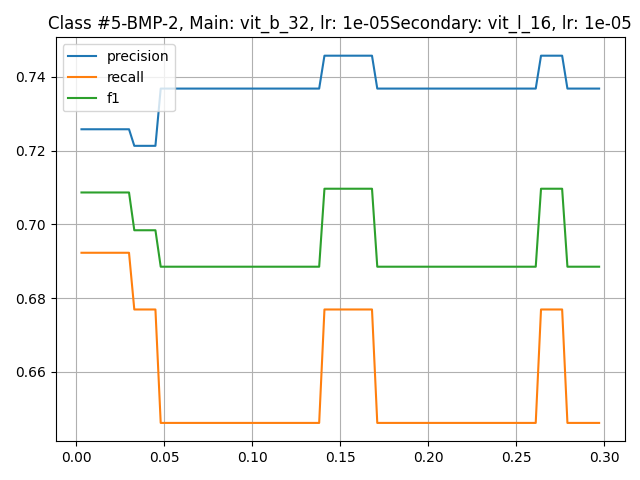 Class #5-BMP-2, Main: vit_b_32, lr: 1e-05Secondary: vit_l_16, lr: 1e-05
precision
recall
f1
0.74
0.72
0.70
0.68
0.66
0.00 0.05 0.10 0.15 0.20 0.25 0.30